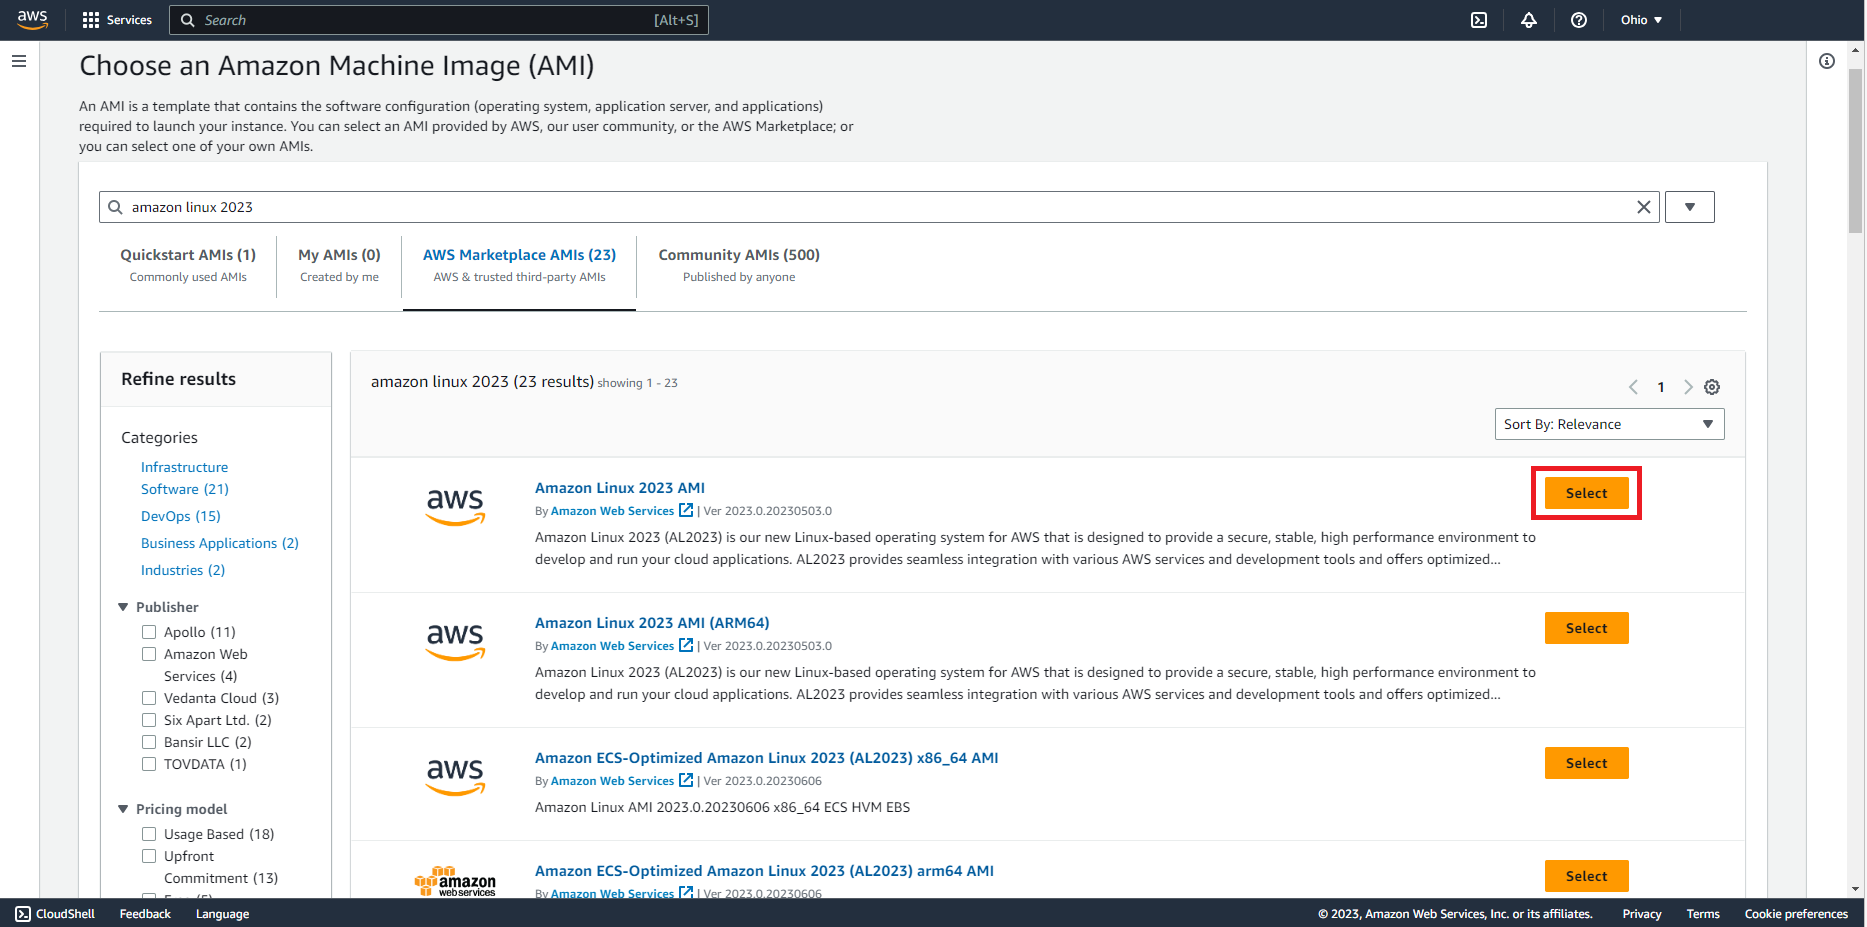 aws
Services
Search [Alt+S]
Ohio
Choose an Amazon Machine Image (AMI)
An AMI is a template that contains the software configuration (operating system, application server, and applications)
required to launch your instance. You can select an AMI provided by AWS, our user community, or the AWS Marketplace; or
you can select one of your own AMIs.
amazon linux 2023
Quickstart AMIs (1)
Commonly used AMIs
My AMIs (0)
Created by me
AWS Marketplace AMIs (23)
AWS & trusted third-party AMIs
Community AMIs (500)
Published by anyone
Refine results
Categories
Infrastructure
Software (21)
DevOps (15)
Business Applications (2)
Industries (2)
Publisher
Apollo (11)
Amazon Web
Services (4)
Vedanta Cloud (3)
Six Apart Ltd. (2)
Bansir LLC (2)
TOVDATA (1)
Pricing model
Usage Based (18)
Upfront
Commitment (13)
amazon linux 2023 (23 results) showing 1 - 23
1
Sort By: Relevance
aws
Amazon Linux 2023 AMI
By Amazon Web Services | Ver 2023.0.20230503.0
Amazon Linux 2023 (AL2023) is our new Linux-based operating system for AWS that is designed to provide a secure, stable, high performance environment to
develop and run your cloud applications. AL2023 provides seamless integration with various AWS services and development tools and offers optimized...
Select
aws
Amazon Linux 2023 AMI (ARM64)
By Amazon Web Services | Ver 2023.0.20230503.0
Amazon Linux 2023 (AL2023) is our new Linux-based operating system for AWS that is designed to provide a secure, stable, high performance environment to
develop and run your cloud applications. AL2023 provides seamless integration with various AWS services and development tools and offers optimized...
Select
aws
Amazon ECS-Optimized Amazon Linux 2023 (AL2023) x86_64 AMI
By Amazon Web Services | Ver 2023.0.20230606
Amazon Linux AMI 2023.0.20230606 x86_64 ECS HVM EBS
Select
amazon
web services
Amazon ECS-Optimized Amazon Linux 2023 (AL2023) arm64 AMI
By Amazon Web Services | Ver 2023.0.20230606
Select
CloudShell
Feedback
Language
© 2023, Amazon Web Services, Inc. or its affiliates.
Privacy
Terms
Cookie preferences